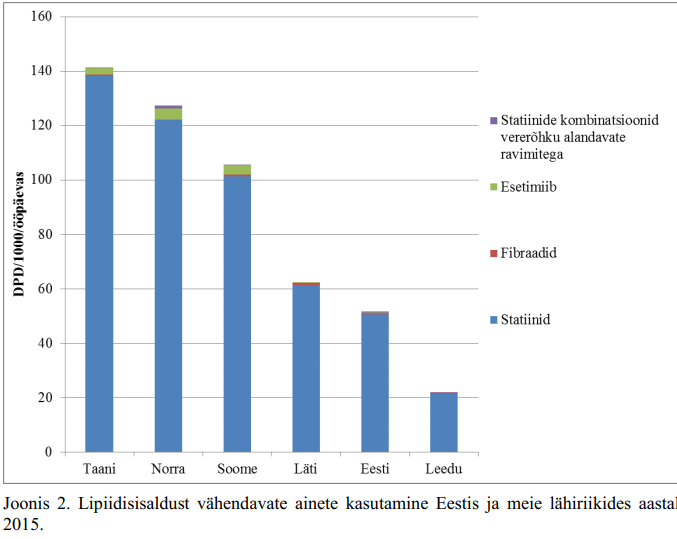 160
140
120
100
80
60
40
20
0
DPD/1000/ööpäevas
Taani Norra Soome Läti Eesti Leedu
Statiinide kombinatsioonid
vererõhku alandavate
ravimitega
Esetimiib
Fibraadid
Statiinid
Joonis 2. Lipiidisisaldust vähendavate ainete kasutamine Eestis ja meie lähiriikides aastal
2015.